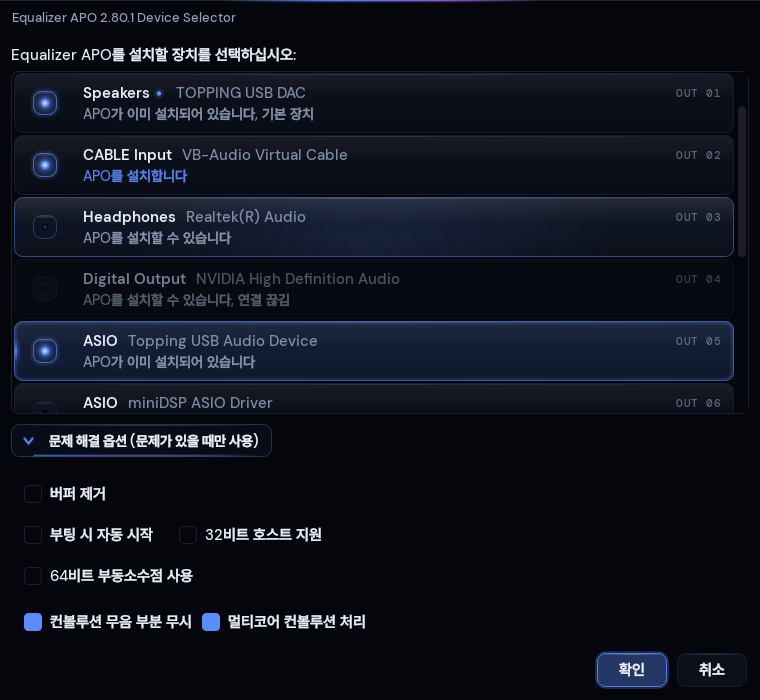 Equalizer APO 2.80.1 Device Selector
Equalizer APO를 설치할 장치를 선택하십시오:
Speakers • TOPPING USB DAC OUT 01
APO가 이미 설치되어 있습니다, 기본 장치
CABLE Input VB-Audio Virtual Cable OUT 02
APO를 설치합니다
Headphones Realtek(R) Audio OUT 03
APO를 설치할 수 있습니다
Digital Output NVIDIA High Definition Audio OUT 04
APO를 설치할 수 있습니다, 연결 끊김
ASIO Topping USB Audio Device OUT 05
APO가 이미 설치되어 있습니다
ASIO miniDSP ASIO Driver OUT 06
문제 해결 옵션 (문제가 있을 때만 사용)
버퍼 제거
부팅 시 자동 시작 32비트 호스트 지원
64비트 부동소수점 사용
컨볼루션 무음 부분 무시 멀티코어 컨볼루션 처리
확인 취소